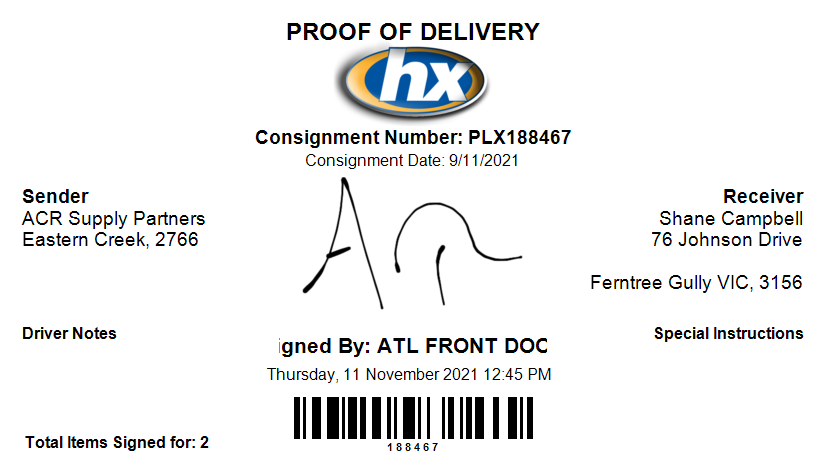 PROOF OF DELIVERY
hx
Consignment Number: PLX188467
Consignment Date: 9/11/2021
Sender
ACR Supply Partners
Eastern Creek, 2766
Receiver
Shane Campbell
76 Johnson Drive
Ferntree Gully VIC, 3156
Driver Notes
Special Instructions
igned By: ATL FRONT DOO
Thursday, 11 November 2021 12:45 PM
188467
Total Items Signed for: 2